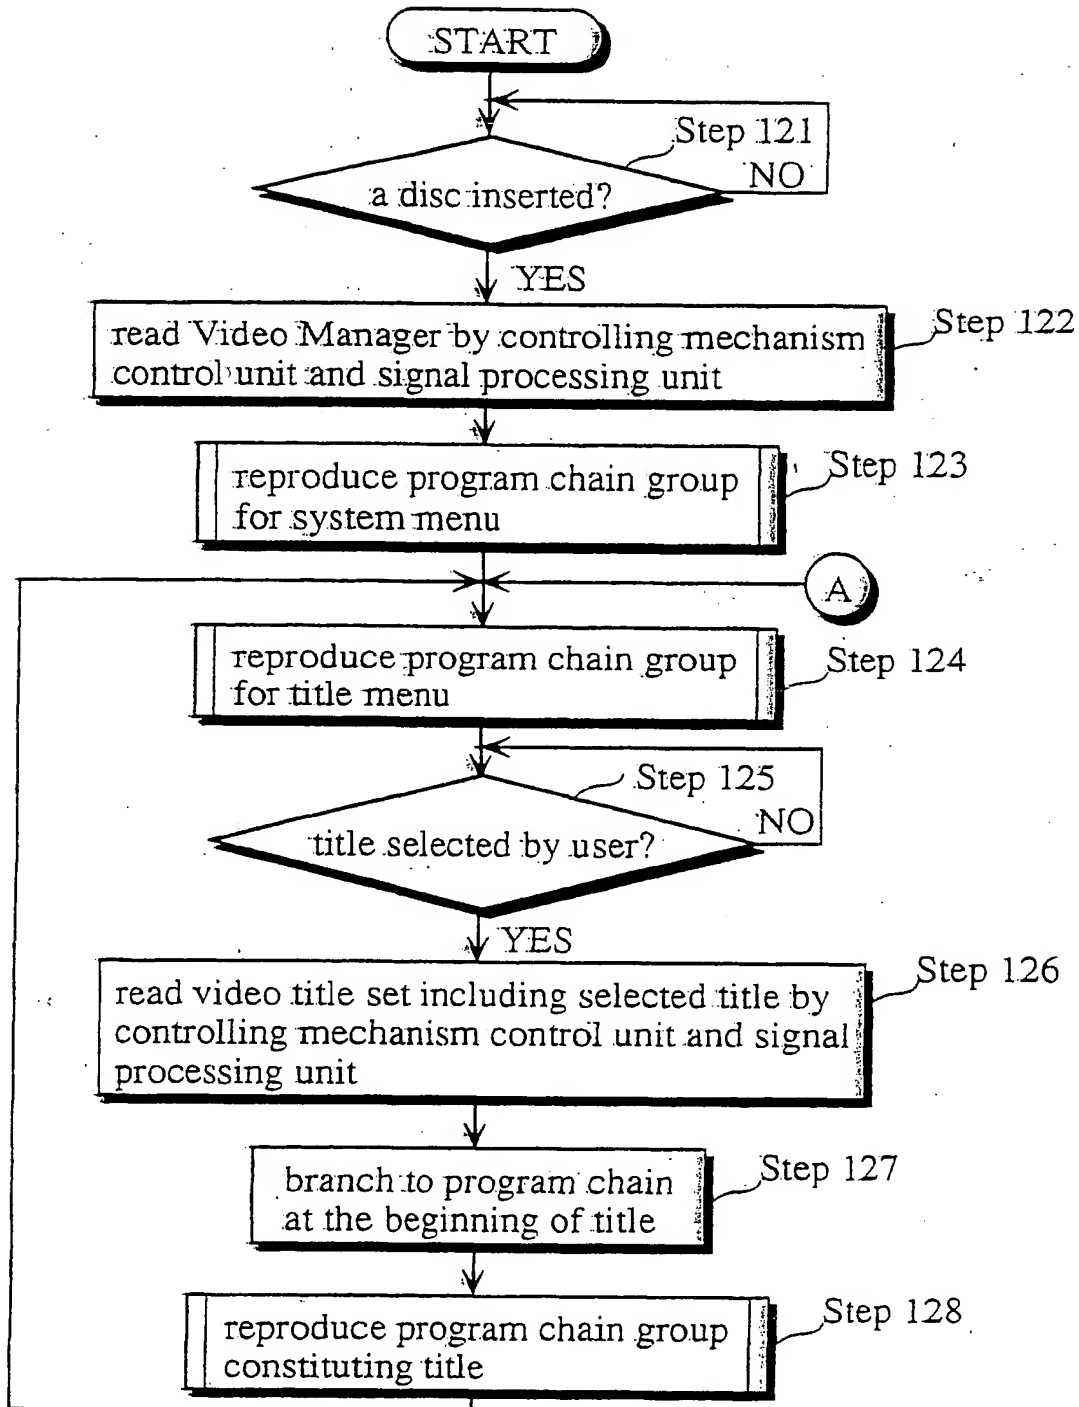 START
Step 121
NO
a disc inserted?
YES
read Video Manager by controlling mechanism
control unit and signal processing unit
Step 122
reproduce program chain group
for system menu
Step 123
A
reproduce program chain group
for title menu
Step 124
Step 125
NO
title selected by user?
YES
read video title set including selected title by
controlling mechanism control unit and signal
processing unit
Step 126
branch to program chain
at the beginning of title
Step 127
reproduce program chain group
constituting title
Step 128